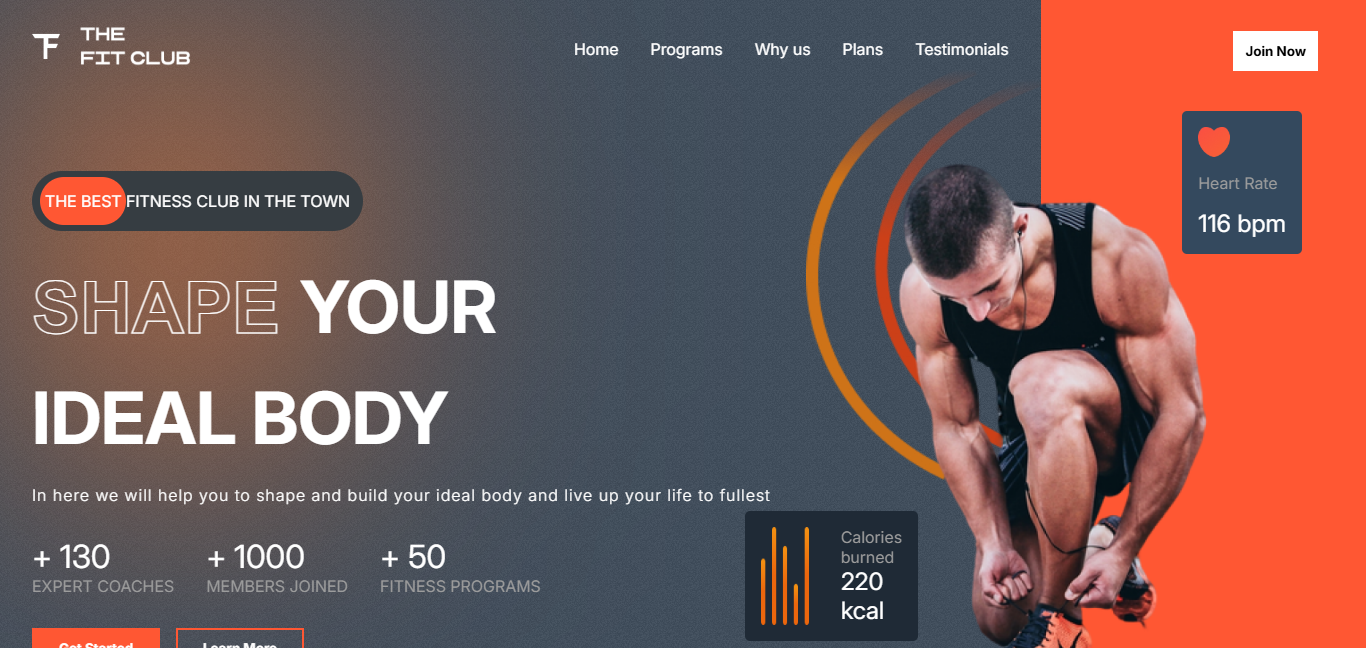 THE
FIT CLUB
Home Programs Why us Plans Testimonials
Join Now
Heart Rate
116 bpm
THE BEST FITNESS CLUB IN THE TOWN
SHAPE YOUR
IDEAL BODY
In here we will help you to shape and build your ideal body and live up your life to fullest
+ 130 + 1000 + 50
EXPERT COACHES MEMBERS JOINED FITNESS PROGRAMS
Calories
burned
220
kcal
Get Started Learn More